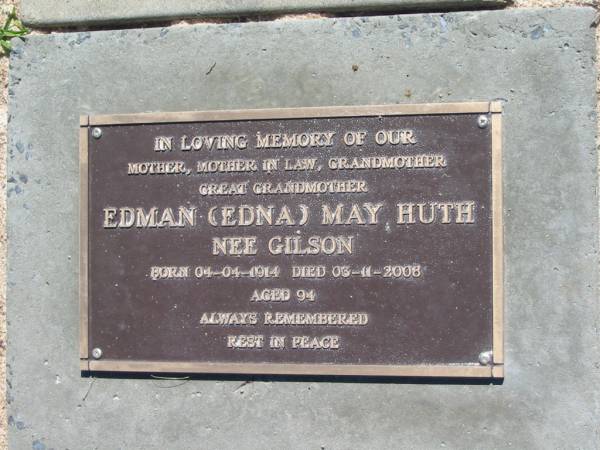 IN LOVING MEMORY OF OUR
MOTHER, MOTHER IN LAW, GRANDMOTHER
GREAT GRANDMOTHER
EDMAN (EDNA) MAY HUTH
NEE GILSON
BORN 04-04-1914 DIED 03-11-2008
AGED 94
ALWAYS REMEMBERED
REST IN PEACE